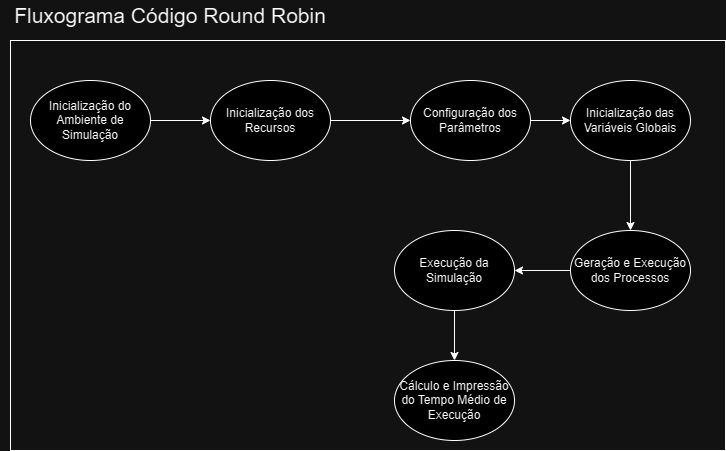 Fluxograma Código Round Robin
Inicialização do
Ambiente de
Simulação
Inicialização dos
Recursos
Configuração dos
Parâmetros
Inicialização das
Variáveis Globais
Geração e Execução
dos Processos
Execução da
Simulação
Cálculo e Impressão
do Tempo Médio de
Execução